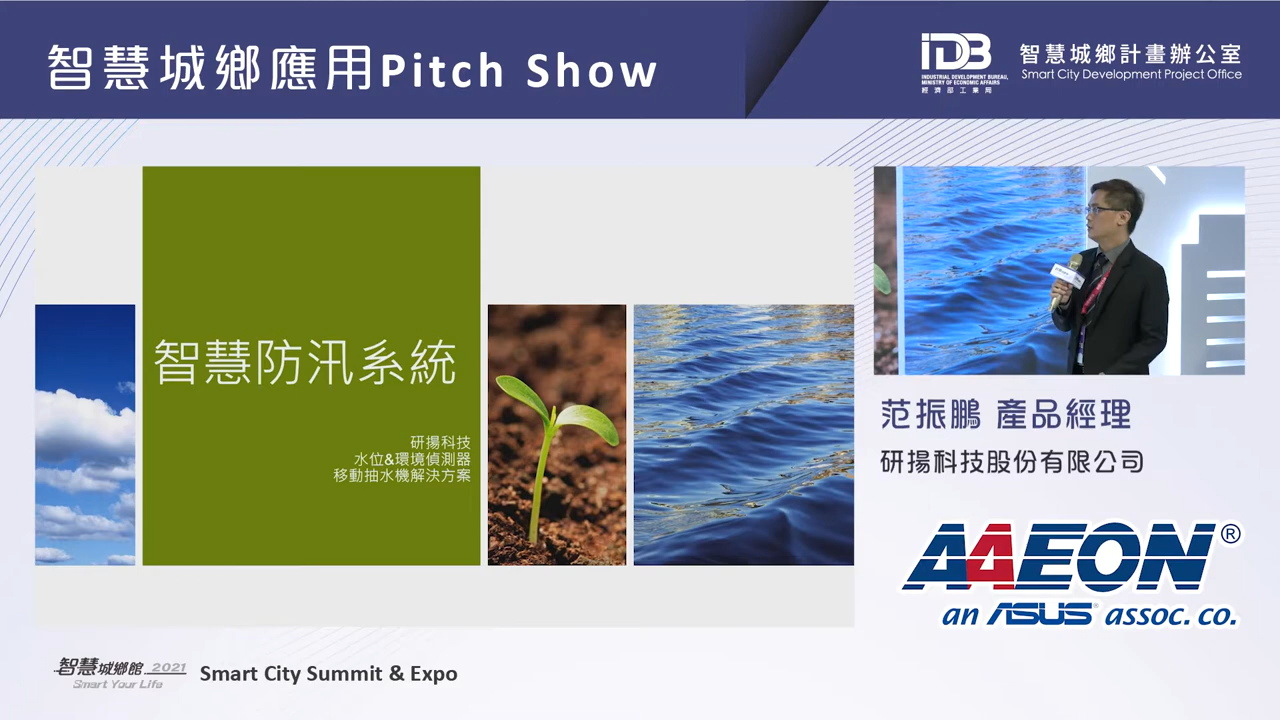 智慧城鄉應用Pitch Show
iDB
INDUSTRIAL DEVELOPMENT BUREAU,
MINISTRY OF ECONOMIC AFFAIRS
經濟部工業局
智慧城鄉計畫辦公室
Smart City Development Project Office
智慧防汛系統
研揚科技
水位&環境偵測器
移動抽水機解決方案
范振鵬 產品經理
研揚科技股份有限公司
AAEON®
an ASUS assoc. co.
智慧城鄉館 2021
Smart Your Life
Smart City Summit & Expo